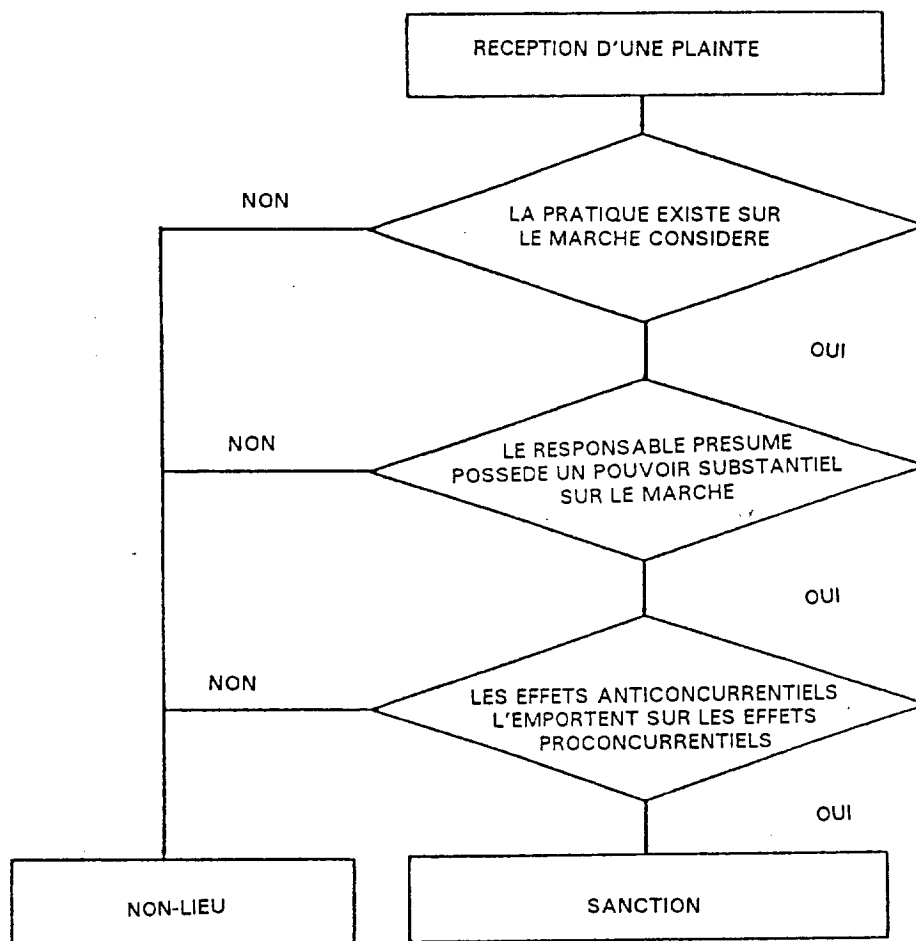 RECEPTION D'UNE PLAINTE
NON
LA PRATIQUE EXISTE SUR
LE MARCHE CONSIDERE
OUI
NON
LE RESPONSABLE PRESUME
POSSEDE UN POUVOIR SUBSTANTIEL
SUR LE MARCHE
OUI
NON
LES EFFETS ANTICONCURRENTIELS
L'EMPORTENT SUR LES EFFETS
PROCONCURRENTIELS
OUI
NON-LIEU
SANCTION